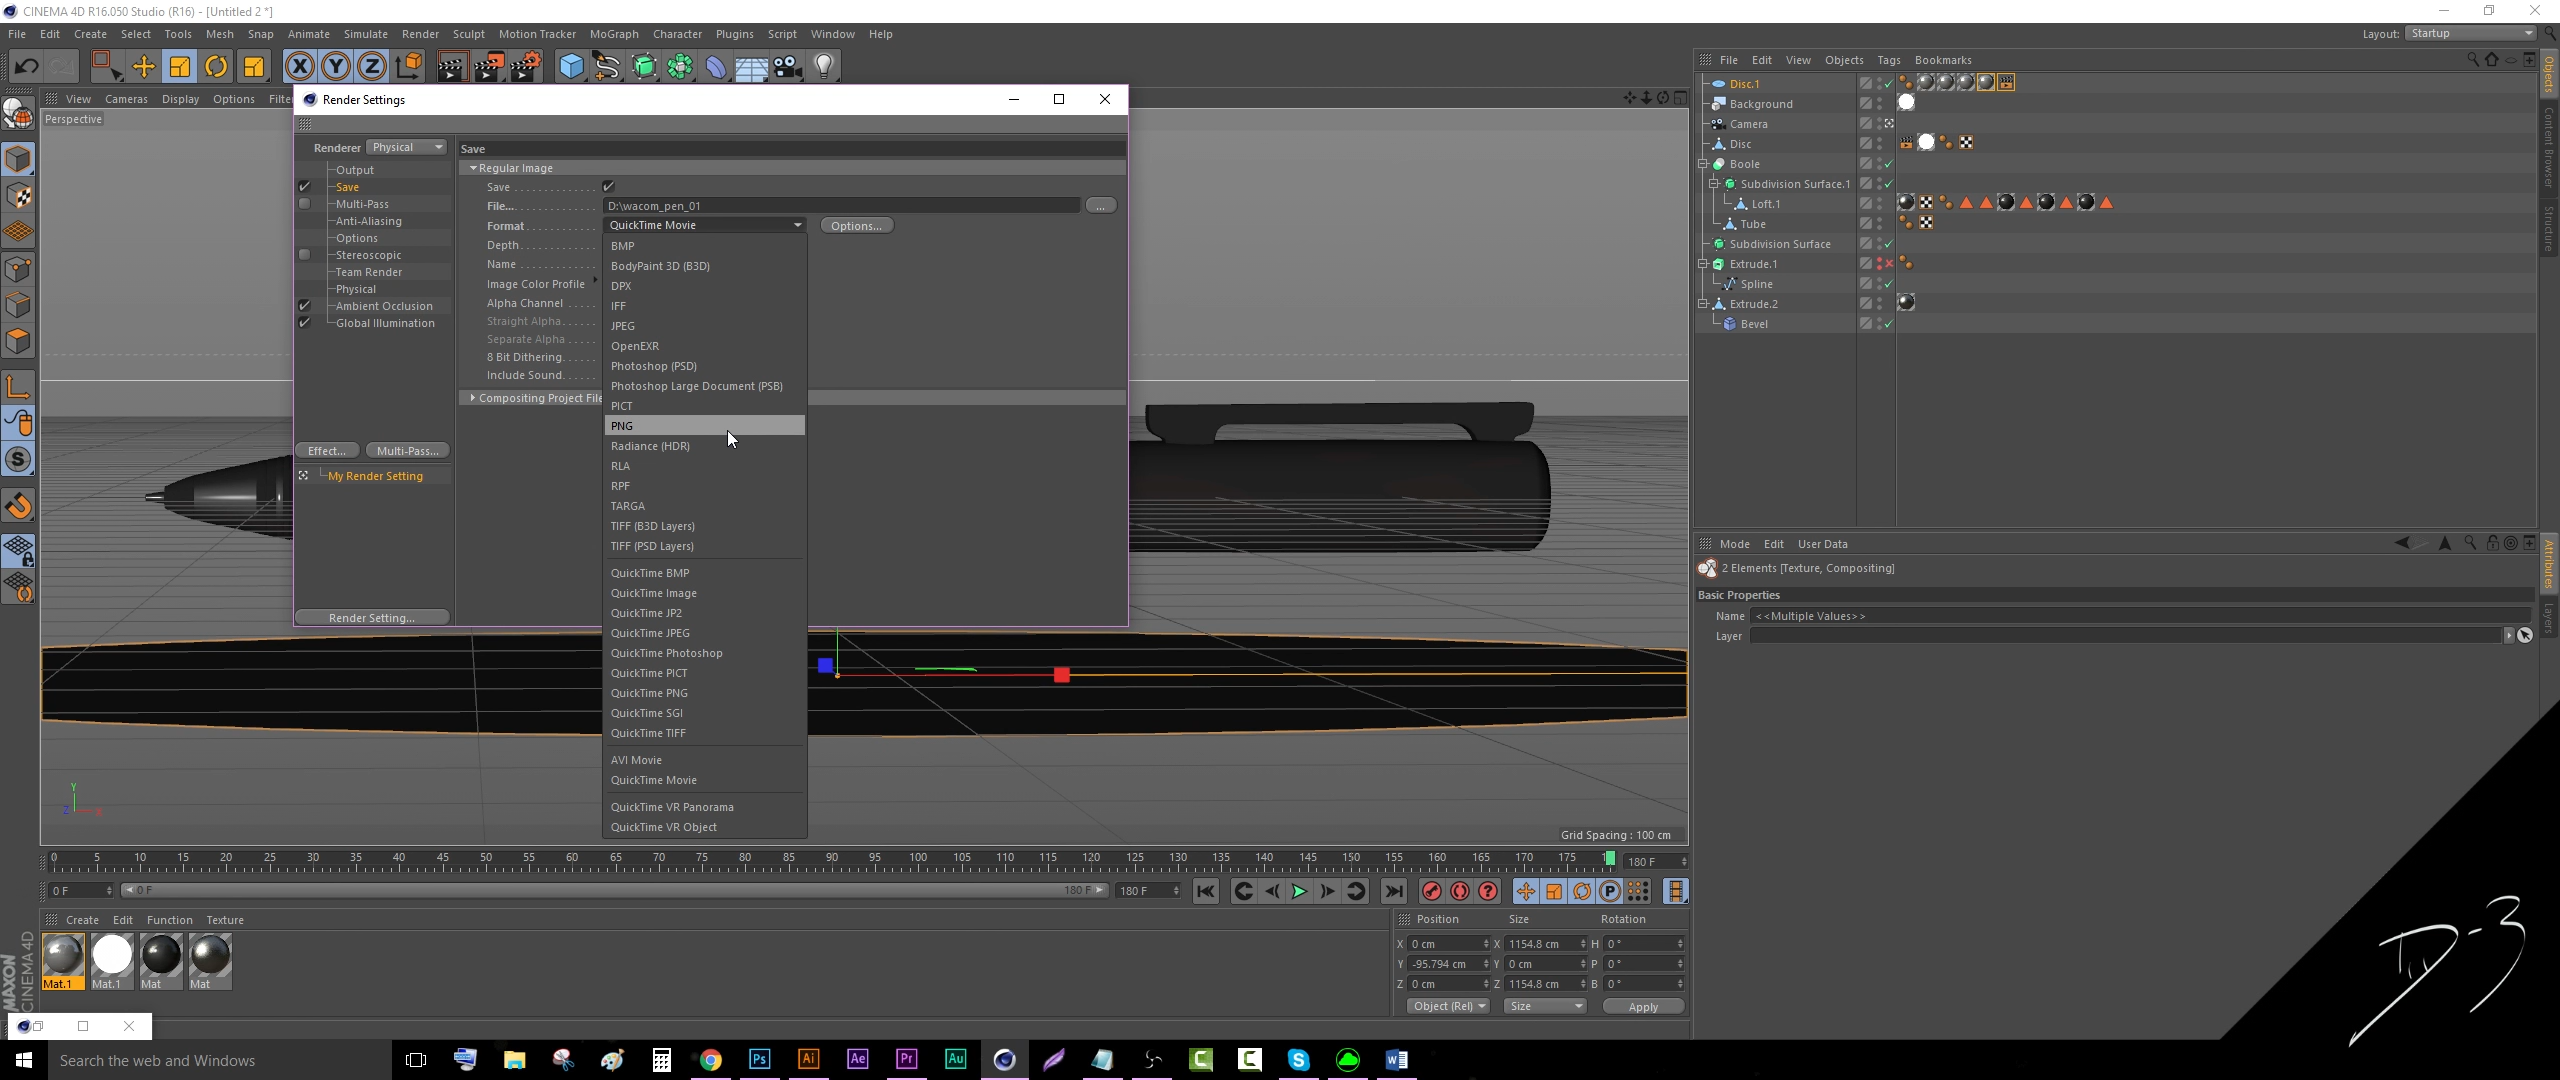 CINEMA 4D R16.050 Studio (R16) - [Untitled 2 *]
File Edit Create Select Tools Mesh Snap Animate Simulate Render Sculpt Motion Tracker MoGraph Character Plugins Script Window Help
Layout: Startup
X Y Z
View Cameras Display Options Filter
Perspective
Render Settings
Renderer Physical
Output
Save
Multi-Pass
Anti-Aliasing
Options
Stereoscopic
Team Render
Physical
Ambient Occlusion
Global Illumination
Effect... Multi-Pass...
My Render Setting
Render Setting...
Save
Regular Image
Save
File... D:\wacom_pen_01 ...
Format QuickTime Movie Options...
Depth
Name
Image Color Profile
Alpha Channel
Straight Alpha
Separate Alpha
8 Bit Dithering
Include Sound
Compositing Project File
BMP
BodyPaint 3D (B3D)
DPX
IFF
JPEG
OpenEXR
Photoshop (PSD)
Photoshop Large Document (PSB)
PICT
PNG
Radiance (HDR)
RLA
RPF
TARGA
TIFF (B3D Layers)
TIFF (PSD Layers)
QuickTime BMP
QuickTime Image
QuickTime JP2
QuickTime JPEG
QuickTime Photoshop
QuickTime PICT
QuickTime PNG
QuickTime SGI
QuickTime TIFF
AVI Movie
QuickTime Movie
QuickTime VR Panorama
QuickTime VR Object
Y
Z X
Grid Spacing : 100 cm
File Edit View Objects Tags Bookmarks
Disc.1
Background
Camera
Disc
Boole
Subdivision Surface.1
Loft.1
Tube
Subdivision Surface
Extrude.1
Spline
Extrude.2
Bevel
Objects
Content Browser
Structure
Mode Edit User Data
2 Elements [Texture, Compositing]
Basic Properties
Name <<Multiple Values>>
Layer
Attributes
Layers
0 5 10 15 20 25 30 35 40 45 50 55 60 65 70 75 80 85 90 95 100 105 110 115 120 125 130 135 140 145 150 155 160 165 170 175 180 F
0 F 0 F 180 F 180 F
Create Edit Function Texture
Mat.1 Mat.1 Mat Mat
MAXON
CINEMA 4D
Position Size Rotation
X 0 cm X 1154.8 cm H 0 °
Y -95.794 cm Y 0 cm P 0 °
Z 0 cm Z 1154.8 cm B 0 °
Object (Rel) Size Apply
D-3
Search the web and Windows
Ps Ai Ae Pr Au